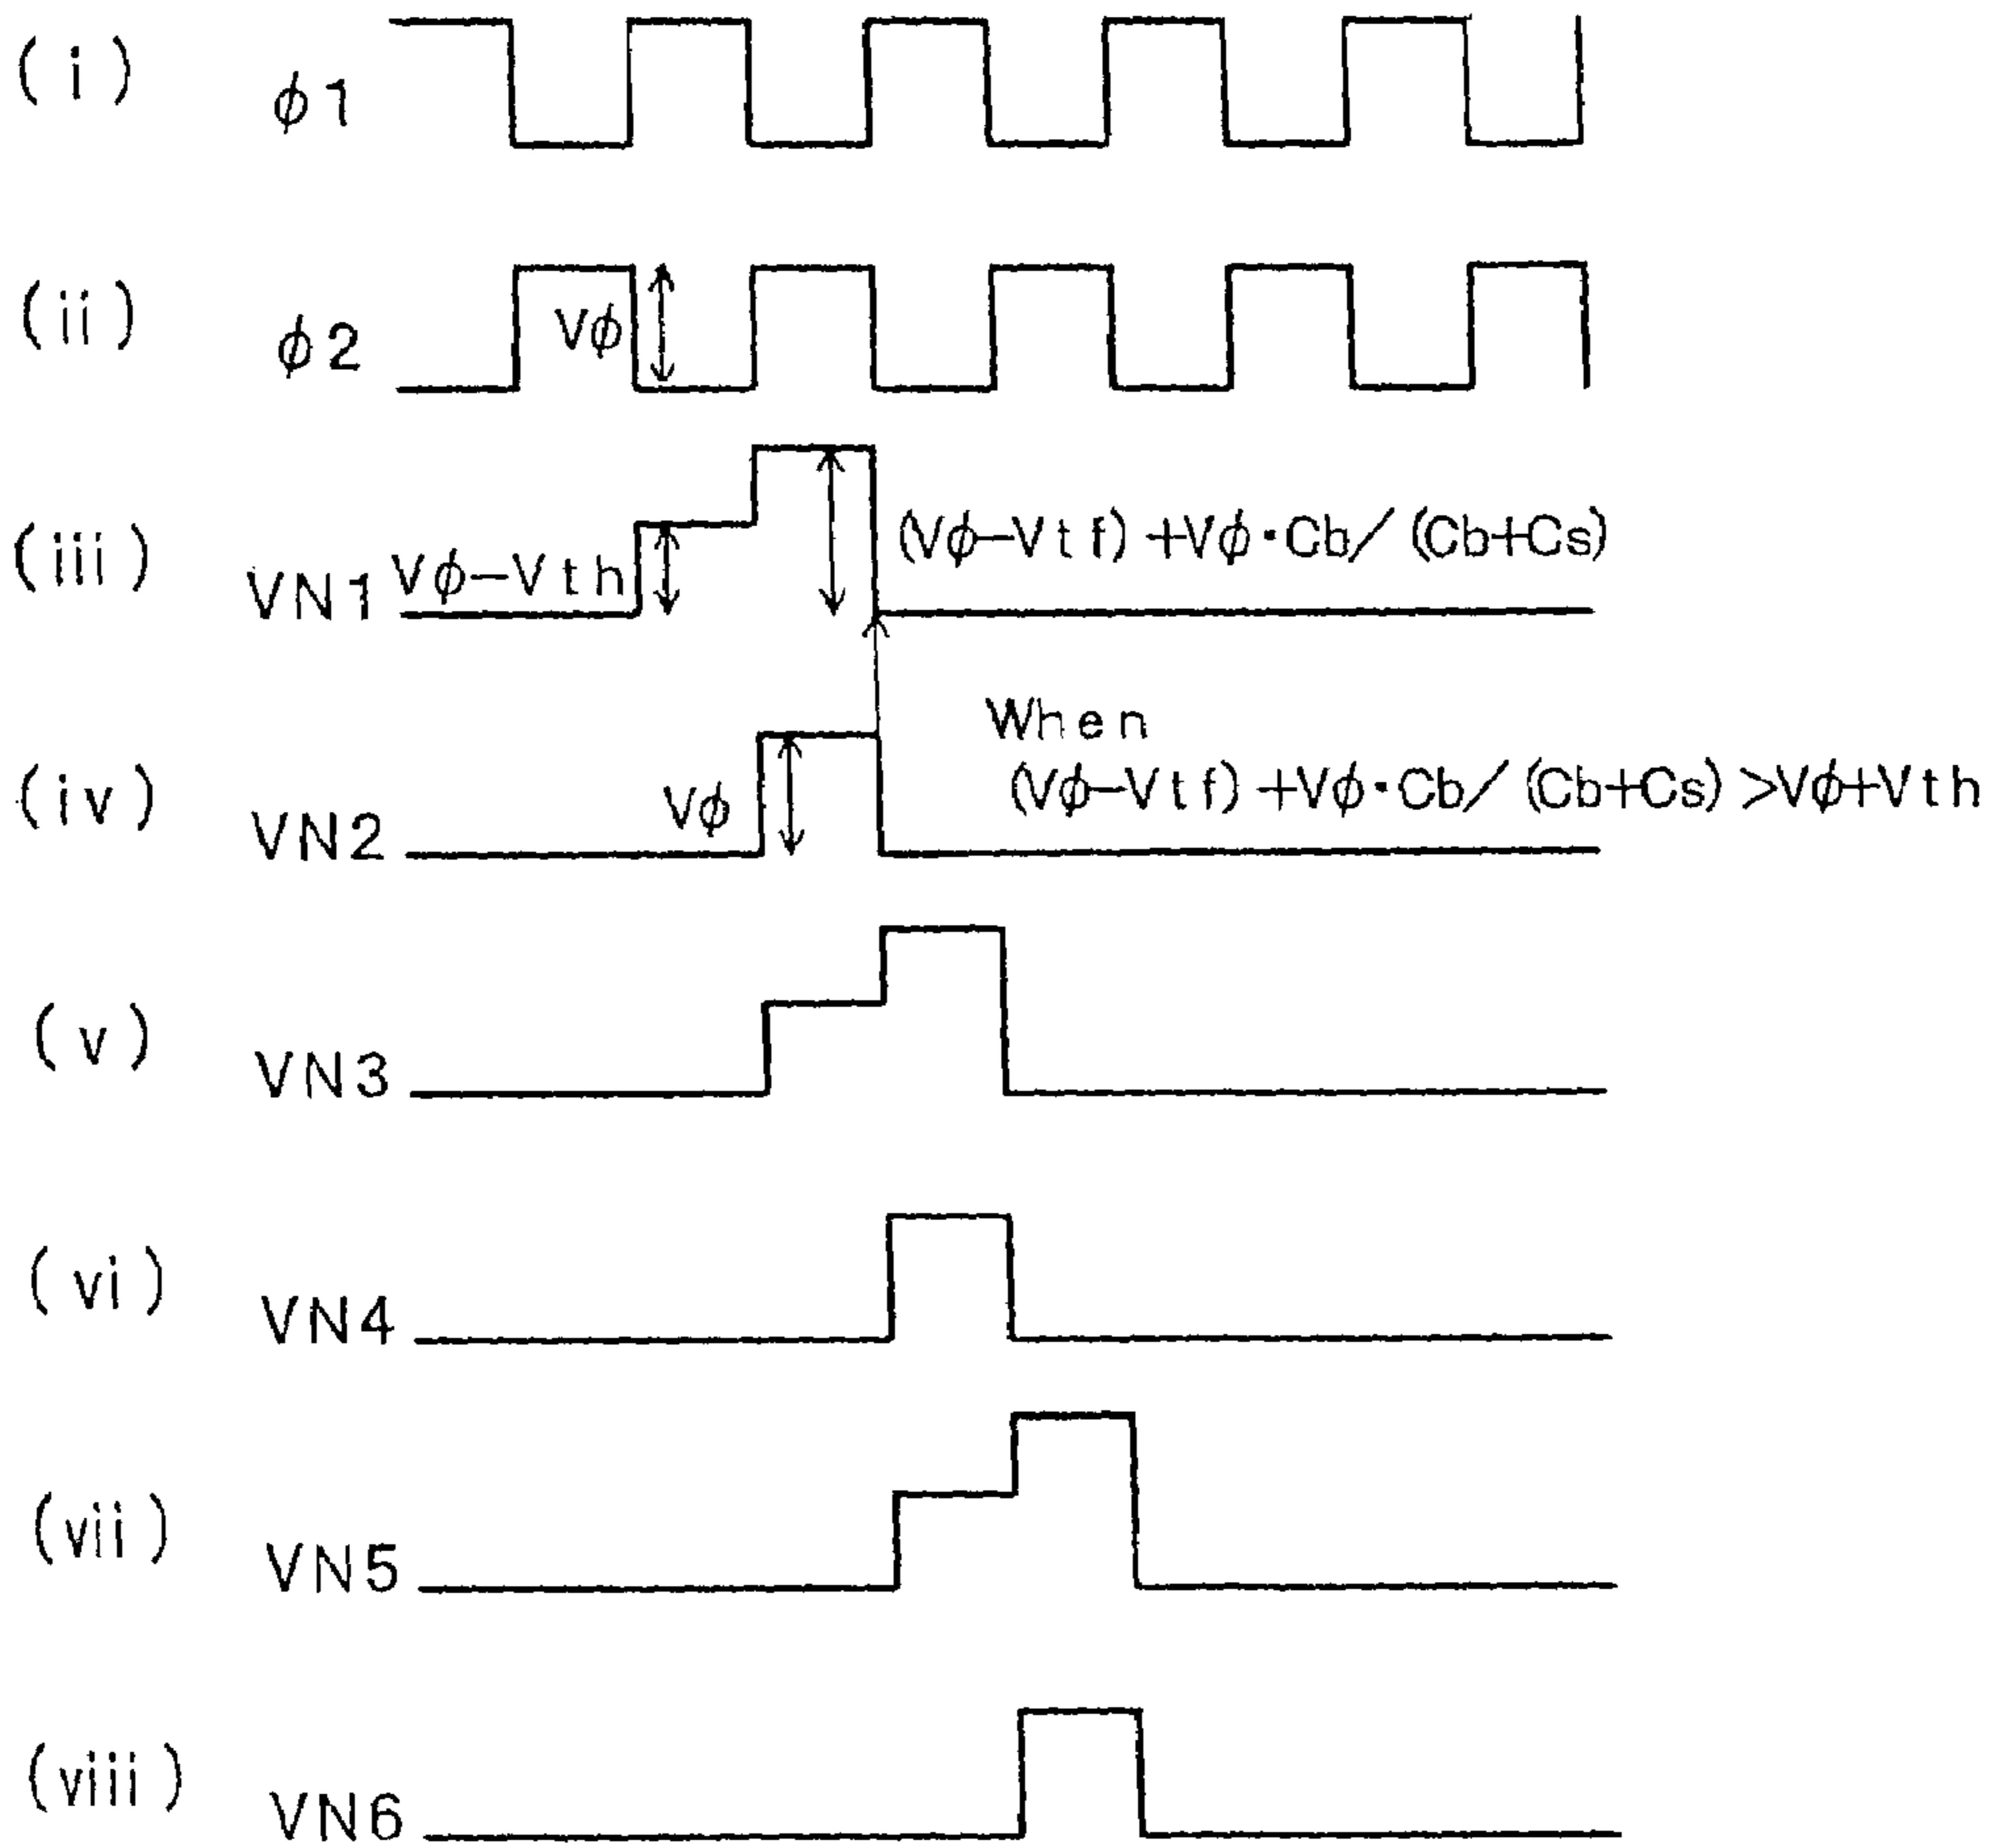 (i) ϕ1
(ii) ϕ2 Vϕ
(iii) VN1 Vϕ−Vth (Vϕ−Vtf)+Vϕ·Cb/(Cb+Cs)
When
(iv) VN2 Vϕ (Vϕ−Vtf)+Vϕ·Cb/(Cb+Cs)>Vϕ+Vth
(v) VN3
(vi) VN4
(vii) VN5
(viii) VN6